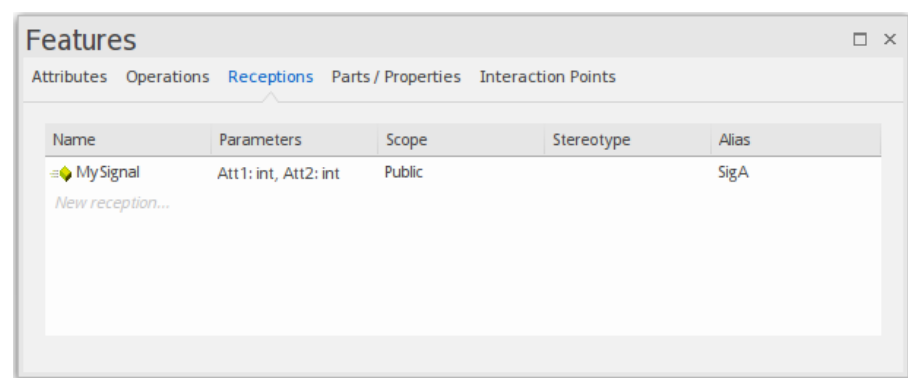 Features
Attributes Operations Receptions Parts / Properties Interaction Points
Name Parameters Scope Stereotype Alias
MySignal Att1: int, Att2: int Public SigA
New reception...